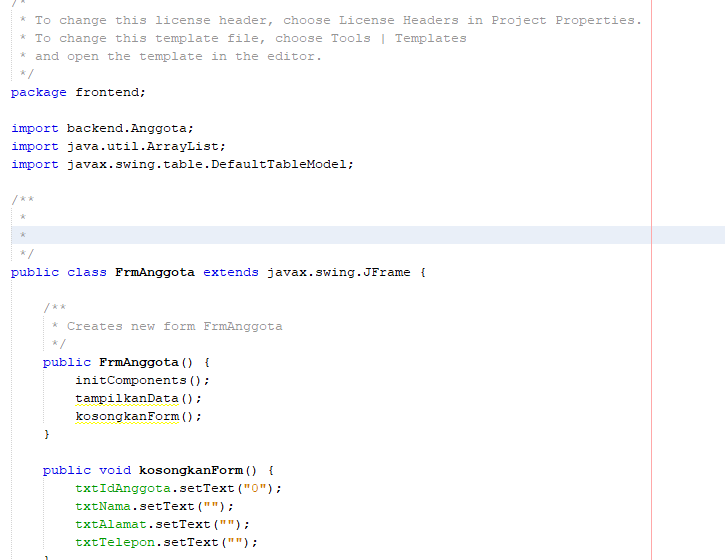 /*
 * To change this license header, choose License Headers in Project Properties.
 * To change this template file, choose Tools | Templates
 * and open the template in the editor.
 */
package frontend;

import backend.Anggota;
import java.util.ArrayList;
import javax.swing.table.DefaultTableModel;

/**
 *
 *
 */
public class FrmAnggota extends javax.swing.JFrame {

    /**
     * Creates new form FrmAnggota
     */
    public FrmAnggota() {
        initComponents();
        tampilkanData();
        kosongkanForm();
    }

    public void kosongkanForm() {
        txtIdAnggota.setText("0");
        txtNama.setText("");
        txtAlamat.setText("");
        txtTelepon.setText("");
    }